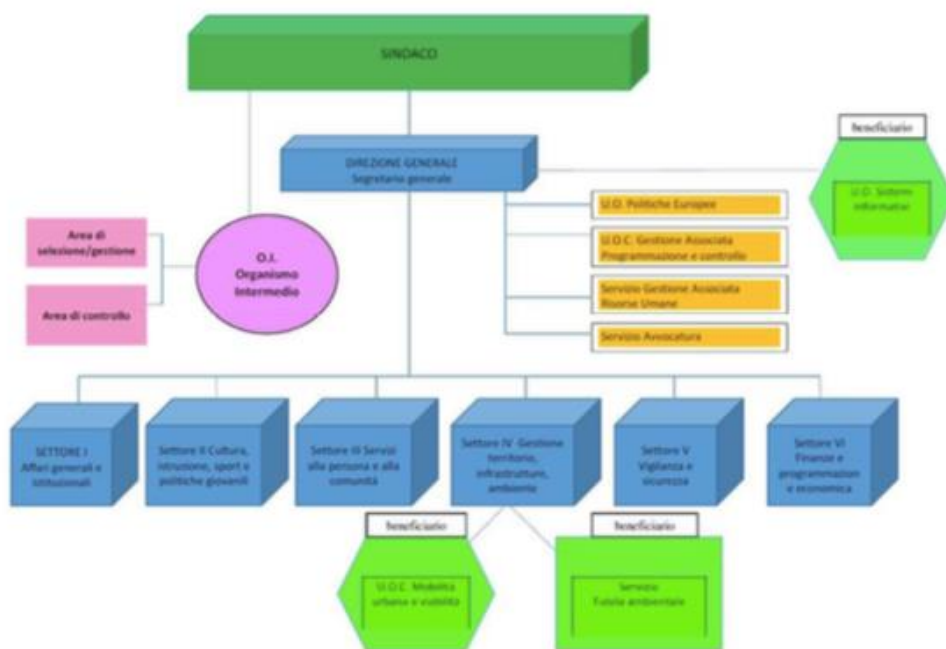 SINDACO
beneficiario
DIREZIONE GENERALE
Segretario generale
U.O. Sistemi
informativi
U.O. Politiche Europee
Area di
selezione/gestione
U.O.C. Gestione Associata
Programmazione e controllo
O.I.
Organismo
Intermedio
Servizio Gestione Associata
Risorse Umane
Area di controllo
Servizio Avvocatura
SETTORE I
Affari generali e
istituzionali
Settore II Cultura,
istruzione, sport e
politiche giovanili
Settore III Servizi
alla persona e alla
comunità
Settore IV Gestione
territorio,
infrastrutture,
ambiente
Settore V
Vigilanza e
sicurezza
Settore VI
Finanze e
programmazion
e economica
beneficiario
beneficiario
U.O.C. Mobilità
urbana e viabilità
Servizio
Tutela ambientale